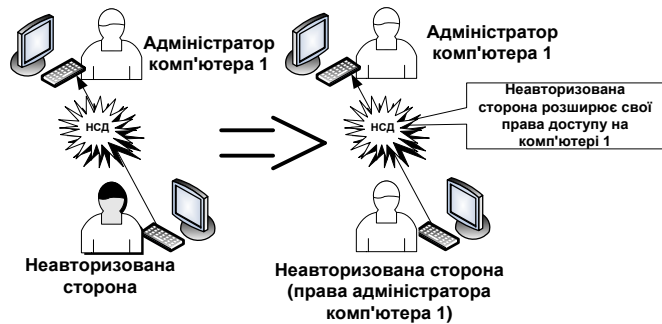 Адміністратор
комп'ютера 1
НСД
Неавторизована
сторона
Адміністратор
комп'ютера 1
Неавторизована
сторона розширює свої
права доступу на
комп'ютері 1
НСД
Неавторизована сторона
(права адміністратора
комп'ютера 1)